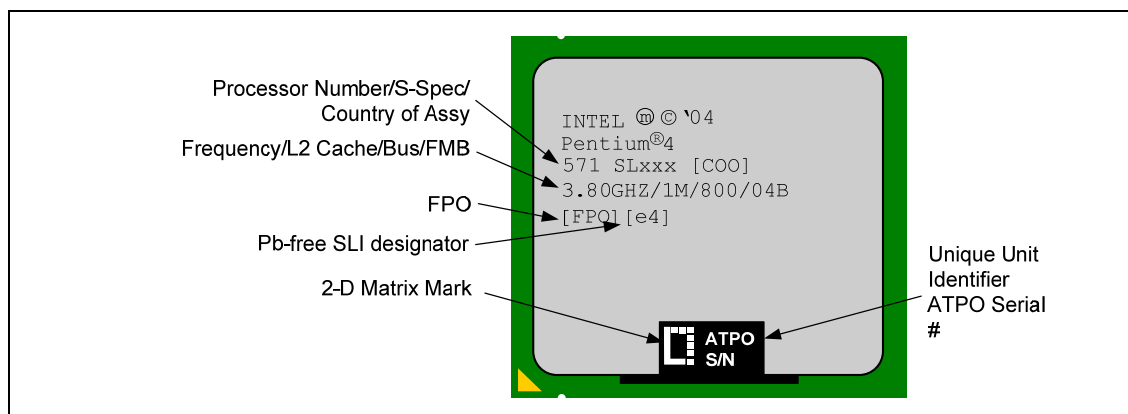 Processor Number/S-Spec/
Country of Assy
Frequency/L2 Cache/Bus/FMB
FPO
Pb-free SLI designator
2-D Matrix Mark
INTEL ⓜ © '04
Pentium®4
571 SLxxx [COO]
3.80GHZ/1M/800/04B
[FPO][e4]
ATPO
S/N
Unique Unit
Identifier
ATPO Serial
#